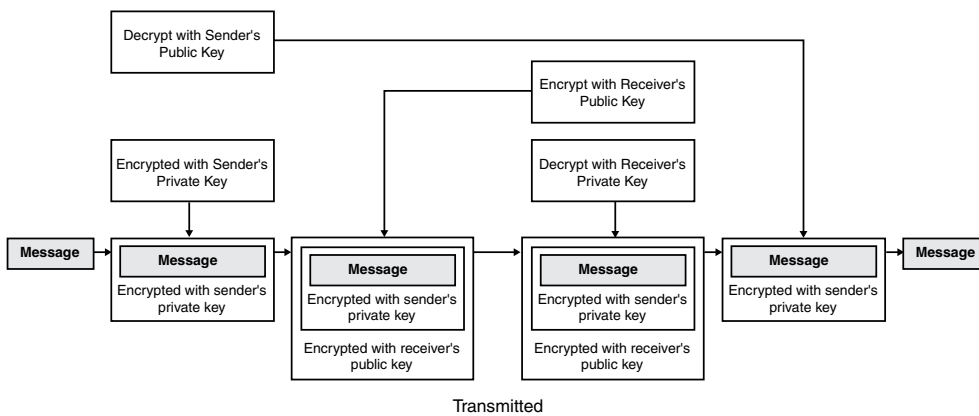 Decrypt with Sender's
Public Key
Encrypt with Receiver's
Public Key
Encrypted with Sender's
Private Key
Decrypt with Receiver's
Private Key
Message
Message
Encrypted with sender's
private key
Message
Encrypted with sender's
private key
Encrypted with receiver's
public key
Message
Encrypted with sender's
private key
Encrypted with receiver's
public key
Message
Encrypted with sender's
private key
Message
Transmitted